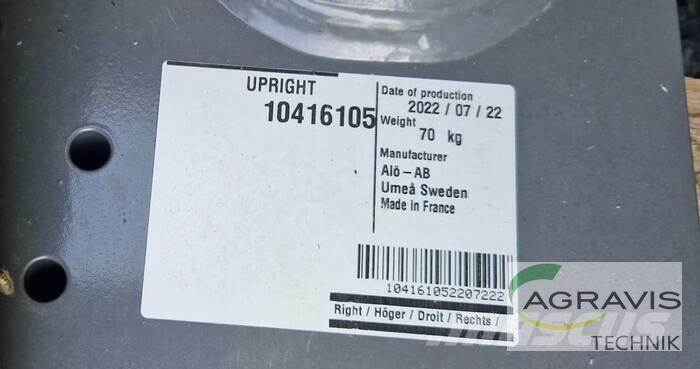 UPRIGHT
10416105
Date of production
2022 / 07 / 22
Weight
70 kg
Manufacturer
Alö-AB
Umeå Sweden
Made in France
104161052207222
Right / Höger / Droit / Rechts /
AGRAVIS
TECHNIK